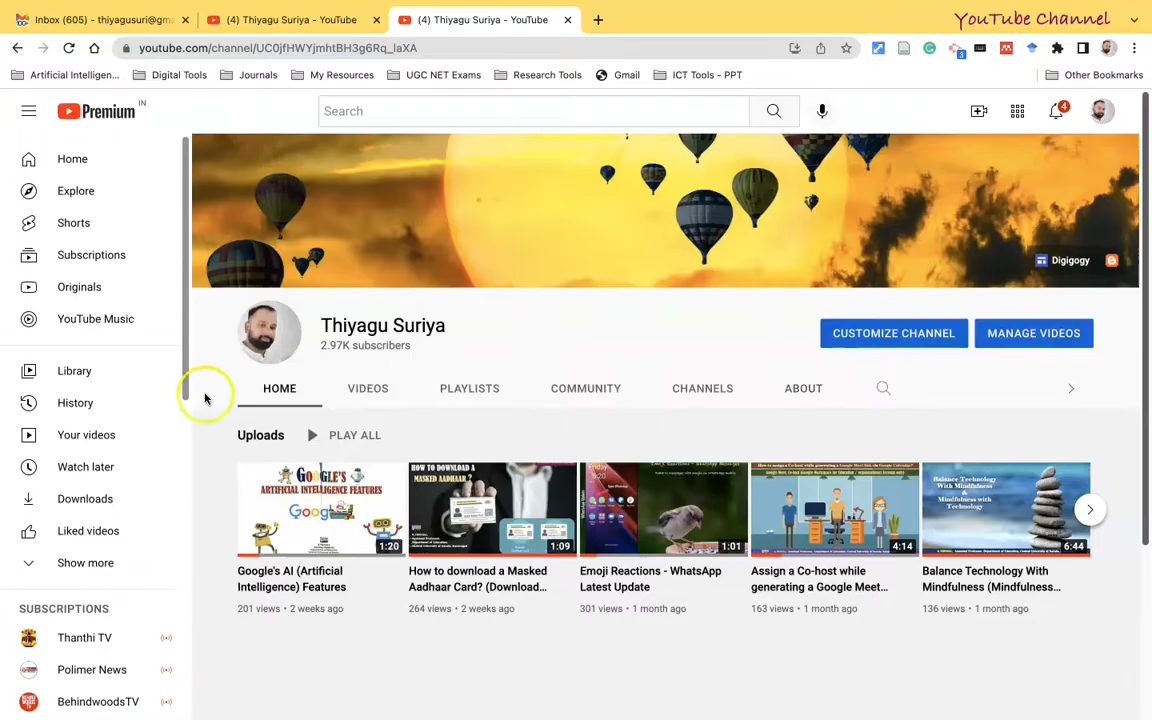 Inbox (605) - thiyagusuri@gm
(4) Thiyagu Suriya - YouTube
(4) Thiyagu Suriya - YouTube
YouTube Channel
youtube.com/channel/UC0jfHWYjmhtBH3g6Rq_laXA
3
Artificial Intelligen...
Digital Tools
Journals
My Resources
UGC NET Exams
Research Tools
Gmail
ICT Tools - PPT
Other Bookmarks
Premium IN
Search
4
Home
Explore
Shorts
Subscriptions
Originals
YouTube Music
Library
History
Your videos
Watch later
Downloads
Liked videos
Show more
SUBSCRIPTIONS
Thanthi TV
Polimer News
BehindwoodsTV
Digigogy
Thiyagu Suriya
2.97K subscribers
CUSTOMIZE CHANNEL
MANAGE VIDEOS
HOME
VIDEOS
PLAYLISTS
COMMUNITY
CHANNELS
ABOUT
Uploads
PLAY ALL
GOOGLE'S
ARTIFICIAL INTELLIGENCE
FEATURES
Google
1:20
Google's AI (Artificial
Intelligence) Features
201 views • 2 weeks ago
HOW TO DOWNLOAD A
MASKED AADHAAR?
1:09
How to download a Masked
Aadhaar Card? (Download...
264 views • 2 weeks ago
Friday
1:01
Emoji Reactions - WhatsApp
Latest Update
301 views • 1 month ago
4:14
Assign a Co-host while
generating a Google Meet...
163 views • 1 month ago
Balance Technology
With Mindfulness
&
Mindfulness with
Technology
6:44
Balance Technology With
Mindfulness (Mindfulness...
136 views • 1 month ago